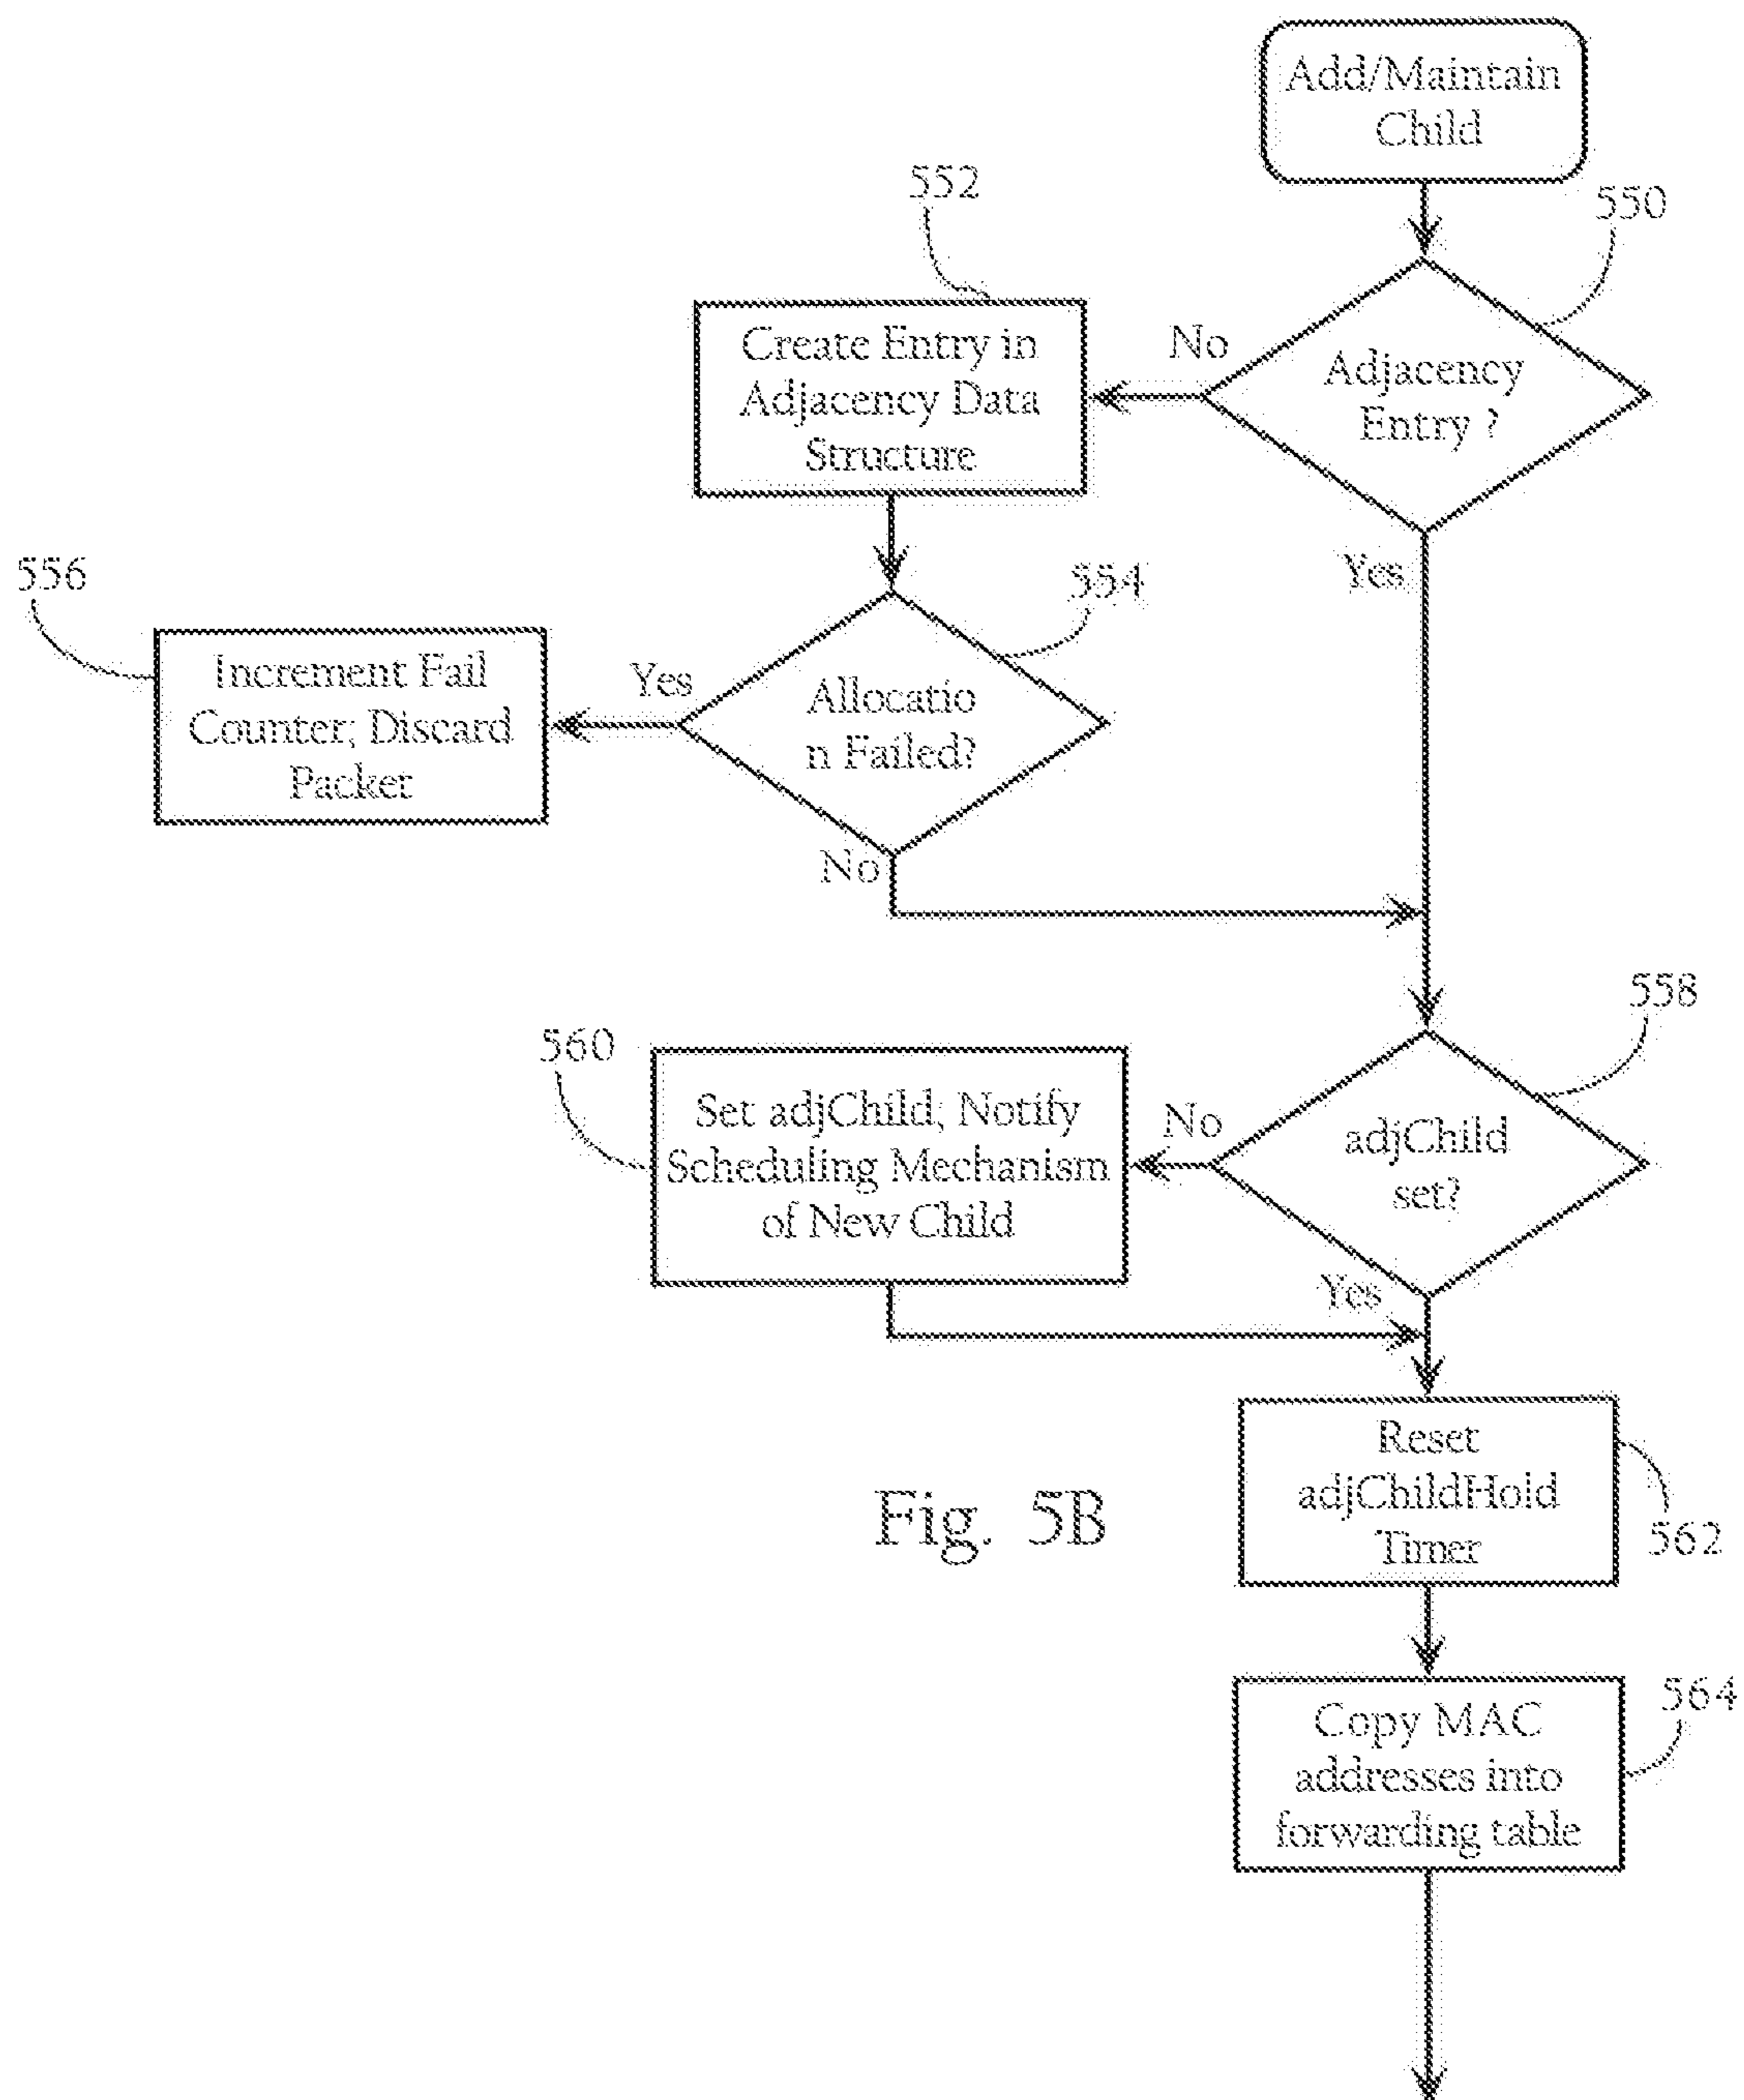 Add/Maintain
Child
552
550
Create Entry in
Adjacency Data
Structure
No
Adjacency
Entry ?
Yes
556
554
Increment Fail
Counter; Discard
Packer
Yes
Allocatio
n Failed?
No
558
560
Set adjChild; Notify
Scheduling Mechanism
of New Child
No
adjChild
set?
Yes
Reset
adjChildHold
Timer
562
Fig. 5B
564
Copy MAC
addresses into
forwarding table